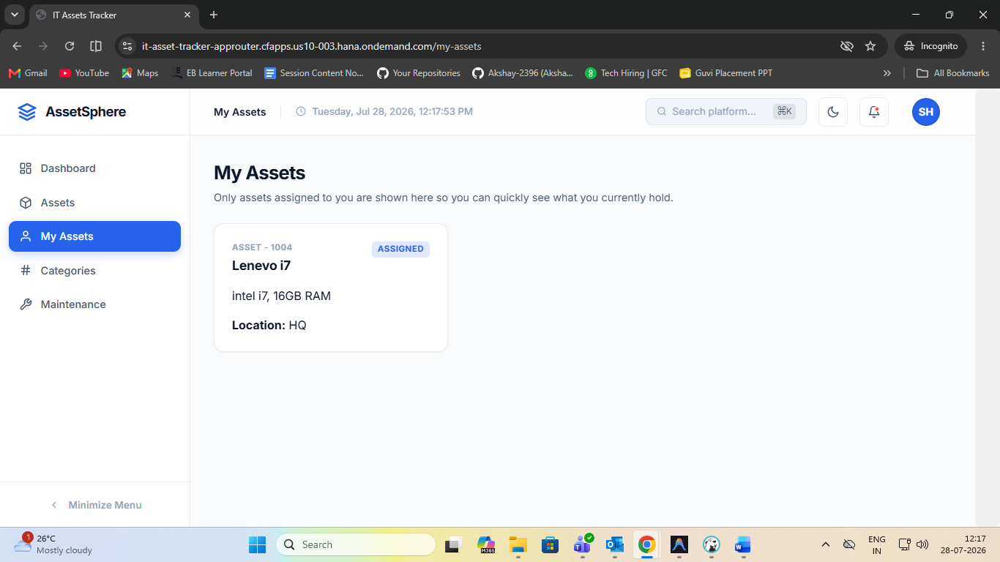 IT Assets Tracker
it-asset-tracker-approuter.cfapps.us10-003.hana.ondemand.com/my-assets
Incognito
Gmail
YouTube
Maps
EB Learner Portal
Session Content No...
Your Repositories
Akshay-2396 (Aksha...
Tech Hiring | GFC
Guvi Placement PPT
All Bookmarks
AssetSphere
My Assets
Tuesday, Jul 28, 2026, 12:17:53 PM
Search platform...
⌘K
SH
Dashboard
Assets
My Assets
Categories
Maintenance
Minimize Menu
My Assets
Only assets assigned to you are shown here so you can quickly see what you currently hold.
ASSET - 1004
ASSIGNED
Lenevo i7
intel i7, 16GB RAM
Location: HQ
1
26°C
Mostly cloudy
Search
M365
ENG
IN
12:17
28-07-2026